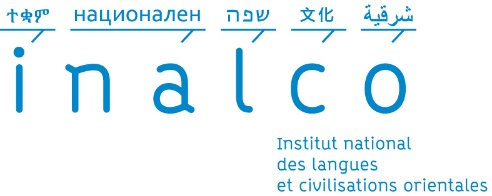 ተቋም национален שפה 文化 شرقية
inalco
Institut national
des langues
et civilisations orientales